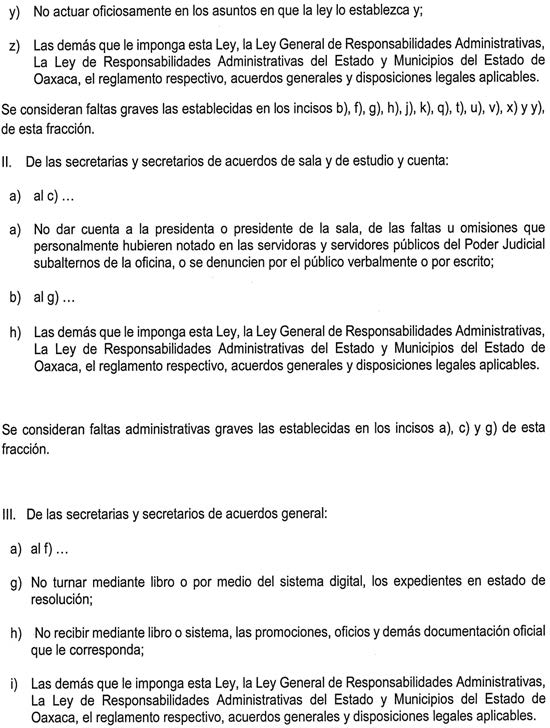 y) No actuar oficiosamente en los asuntos en que la ley lo establezca y;
z) Las demás que le imponga esta Ley, la Ley General de Responsabilidades Administrativas,
La Ley de Responsabilidades Administrativas del Estado y Municipios del Estado de
Oaxaca, el reglamento respectivo, acuerdos generales y disposiciones legales aplicables.
Se consideran faltas graves las establecidas en los incisos b), f), g), h), j), k), q), t), u), v), x) y y),
de esta fracción.
II. De las secretarias y secretarios de acuerdos de sala y de estudio y cuenta:
a) al c) ...
a) No dar cuenta a la presidenta o presidente de la sala, de las faltas u omisiones que
personalmente hubieren notado en las servidoras y servidores públicos del Poder Judicial
subalternos de la oficina, o se denuncien por el público verbalmente o por escrito;
b) al g) ...
h) Las demás que le imponga esta Ley, la Ley General de Responsabilidades Administrativas,
La Ley de Responsabilidades Administrativas del Estado y Municipios del Estado de
Oaxaca, el reglamento respectivo, acuerdos generales y disposiciones legales aplicables.
Se consideran faltas administrativas graves las establecidas en los incisos a), c) y g) de esta
fracción.
III. De las secretarias y secretarios de acuerdos general:
a) al f) ...
g) No turnar mediante libro o por medio del sistema digital, los expedientes en estado de
resolución;
h) No recibir mediante libro o sistema, las promociones, oficios y demás documentación oficial
que le corresponda;
i) Las demás que le imponga esta Ley, la Ley General de Responsabilidades Administrativas,
La Ley de Responsabilidades Administrativas del Estado y Municipios del Estado de
Oaxaca, el reglamento respectivo, acuerdos generales y disposiciones legales aplicables.